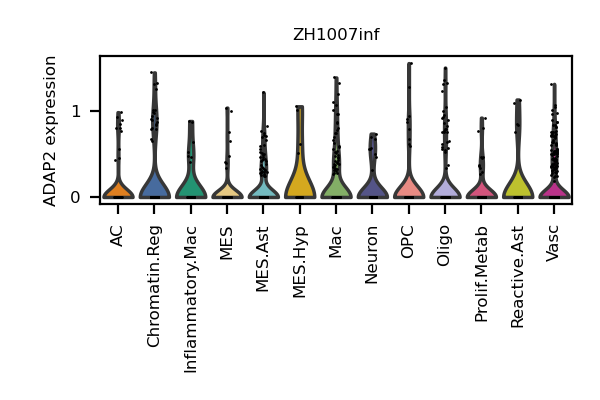 ZH1007inf
ADAP2 expression
1
0
AC
Chromatin.Reg
Inflammatory.Mac
MES
MES.Ast
MES.Hyp
Mac
Neuron
OPC
Oligo
Prolif.Metab
Reactive.Ast
Vasc